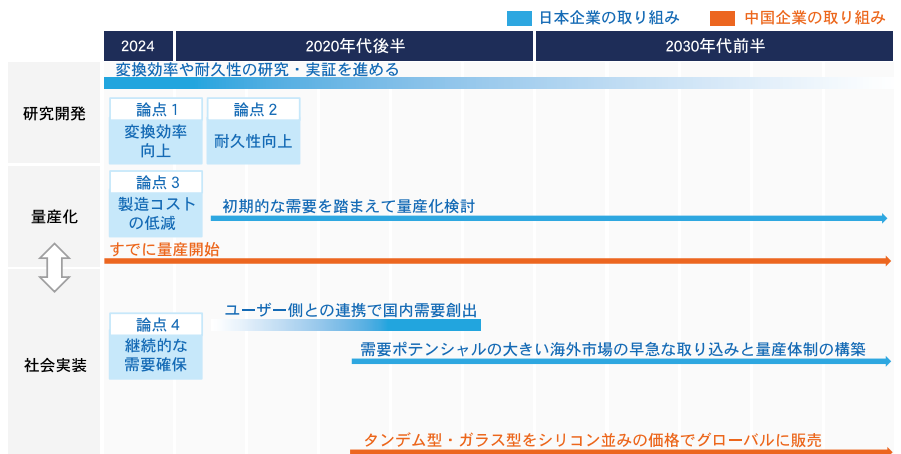 日本企業の取り組み
中国企業の取り組み
2024
2020年代後半
2030年代前半
研究開発
変換効率や耐久性の研究・実証を進める
論点1
変換効率
向上
論点2
耐久性向上
量産化
論点3
製造コスト
の低減
初期的な需要を踏まえて量産化検討
すでに量産開始
社会実装
論点4
継続的な
需要確保
ユーザー側との連携で国内需要創出
需要ポテンシャルの大きい海外市場の早急な取り込みと量産体制の構築
タンデム型・ガラス型をシリコン並みの価格でグローバルに販売